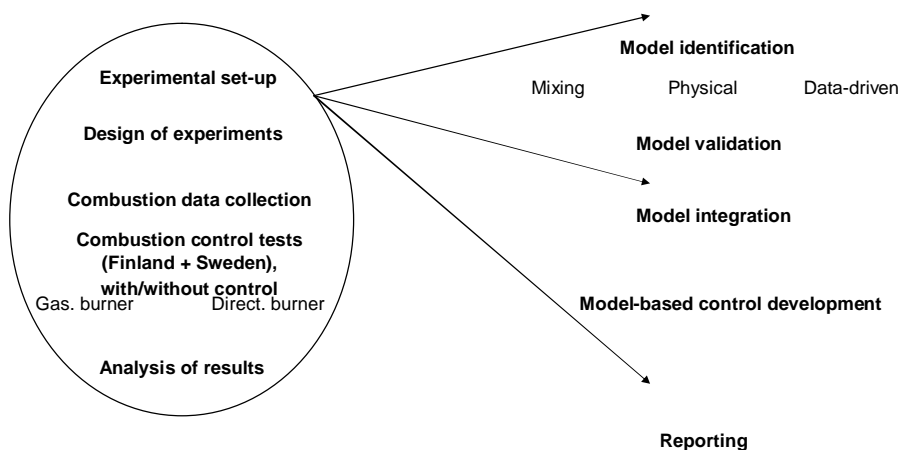 Experimental set-up
Design of experiments
Combustion data collection
Combustion control tests
(Finland + Sweden),
with/without control
Gas. burner Direct. burner
Analysis of results
Model identification
Mixing Physical Data-driven
Model validation
Model integration
Model-based control development
Reporting